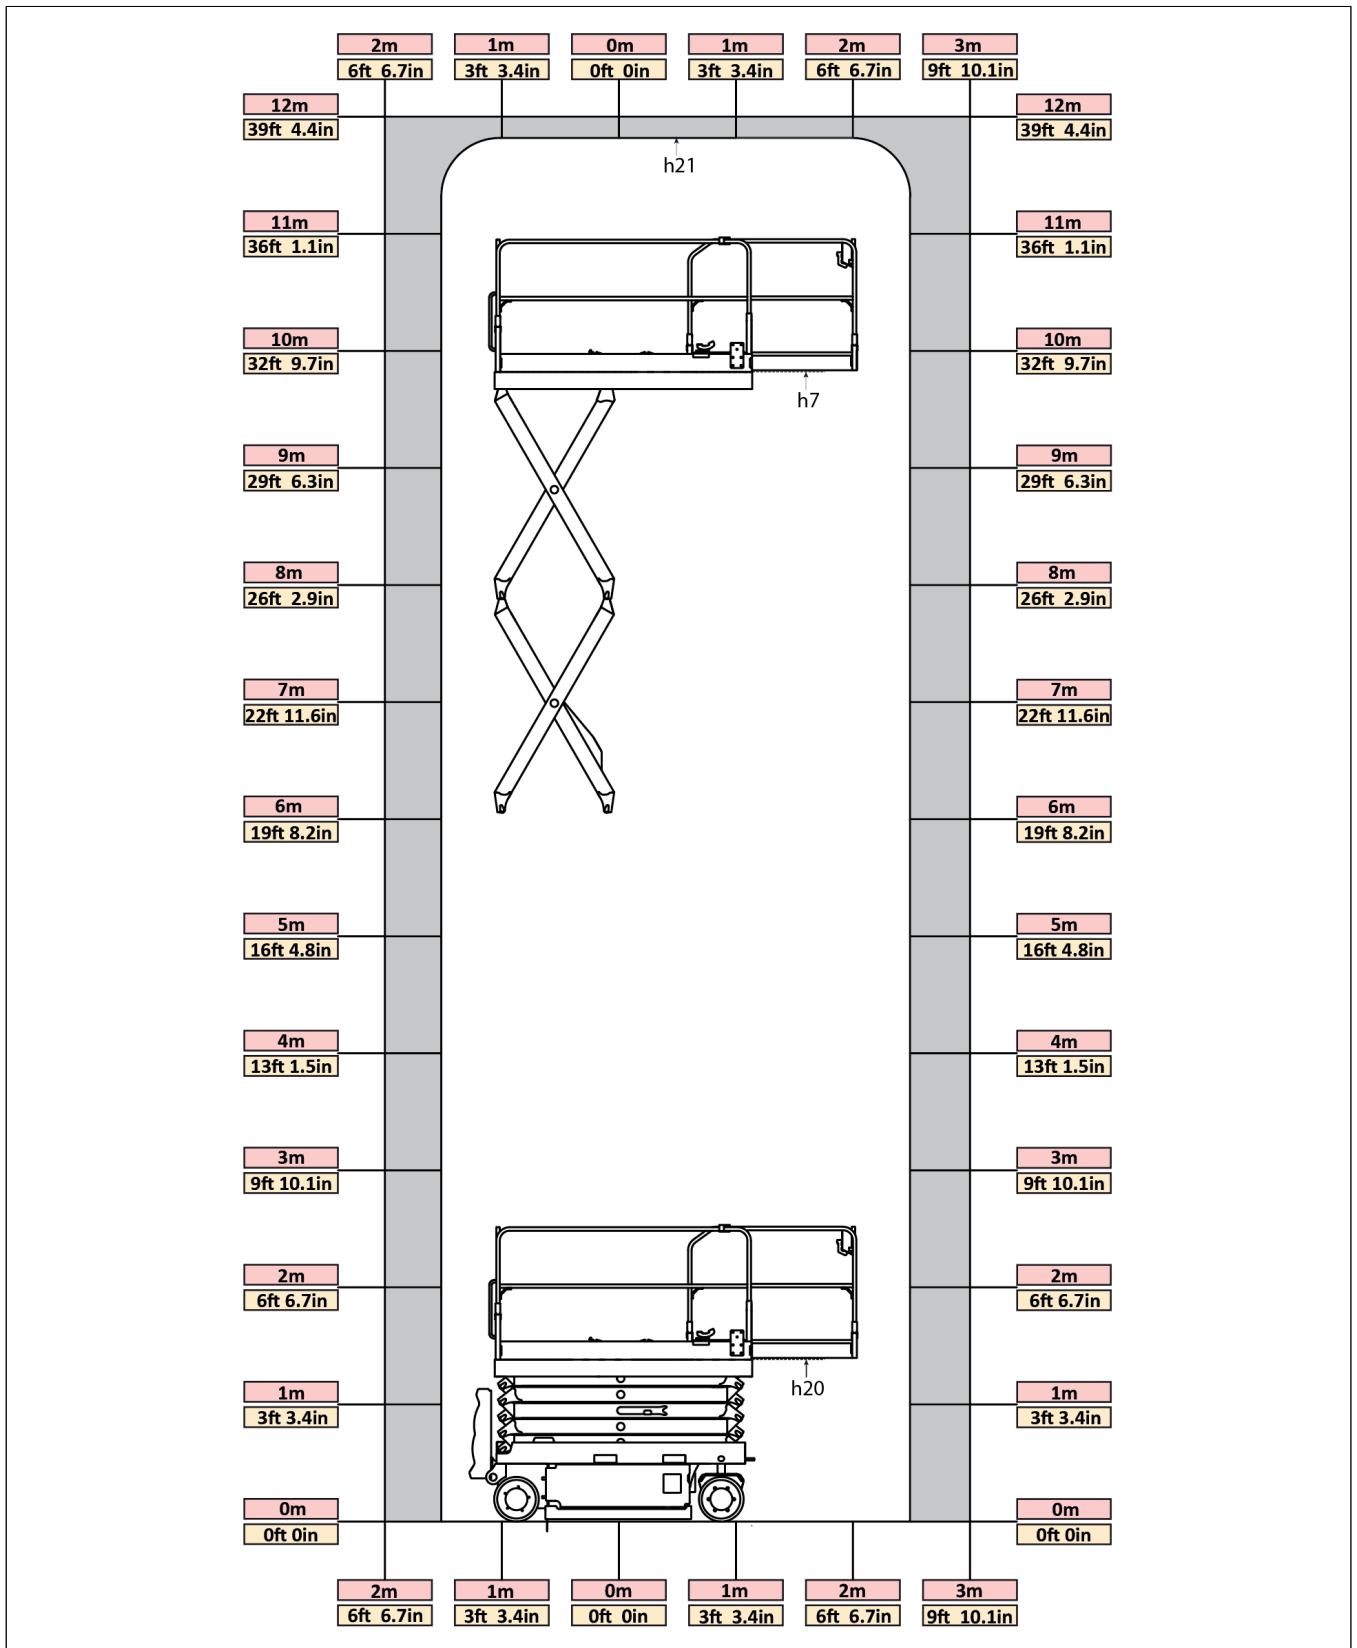 2m 1m 0m 1m 2m 3m
6ft 6.7in 3ft 3.4in 0ft 0in 3ft 3.4in 6ft 6.7in 9ft 10.1in
12m 12m
39ft 4.4in 39ft 4.4in
h21
11m 11m
36ft 1.1in 36ft 1.1in
10m 10m
32ft 9.7in 32ft 9.7in
h7
9m 9m
29ft 6.3in 29ft 6.3in
8m 8m
26ft 2.9in 26ft 2.9in
7m 7m
22ft 11.6in 22ft 11.6in
6m 6m
19ft 8.2in 19ft 8.2in
5m 5m
16ft 4.8in 16ft 4.8in
4m 4m
13ft 1.5in 13ft 1.5in
3m 3m
9ft 10.1in 9ft 10.1in
2m 2m
6ft 6.7in 6ft 6.7in
h20
1m 1m
3ft 3.4in 3ft 3.4in
0m 0m
0ft 0in 0ft 0in
2m 1m 0m 1m 2m 3m
6ft 6.7in 3ft 3.4in 0ft 0in 3ft 3.4in 6ft 6.7in 9ft 10.1in